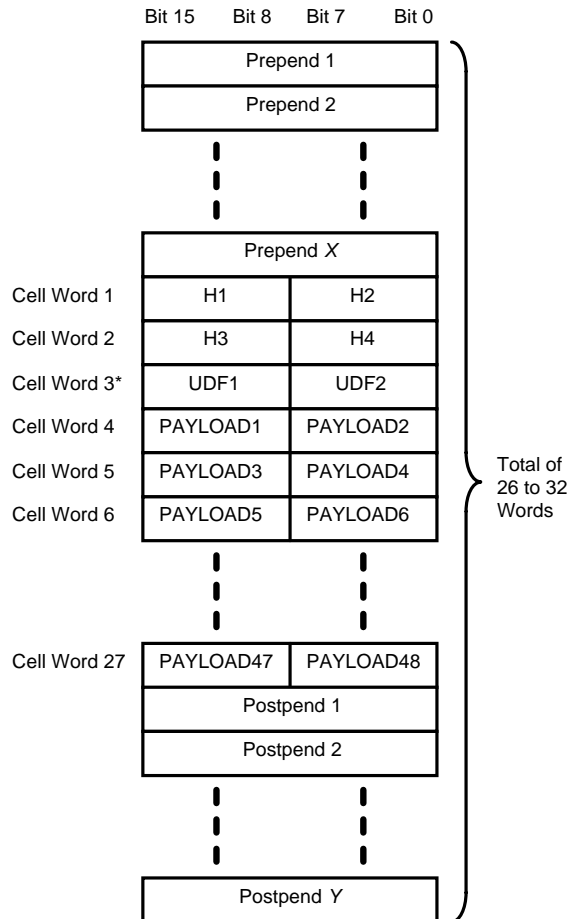 Bit 15 Bit 8 Bit 7 Bit 0
Prepend 1
Prepend 2
Prepend X
Cell Word 1 H1 H2
Cell Word 2 H3 H4
Cell Word 3* UDF1 UDF2
Cell Word 4 PAYLOAD1 PAYLOAD2
Cell Word 5 PAYLOAD3 PAYLOAD4
Cell Word 6 PAYLOAD5 PAYLOAD6
Total of
26 to 32
Words
Cell Word 27 PAYLOAD47 PAYLOAD48
Postpend 1
Postpend 2
Postpend Y